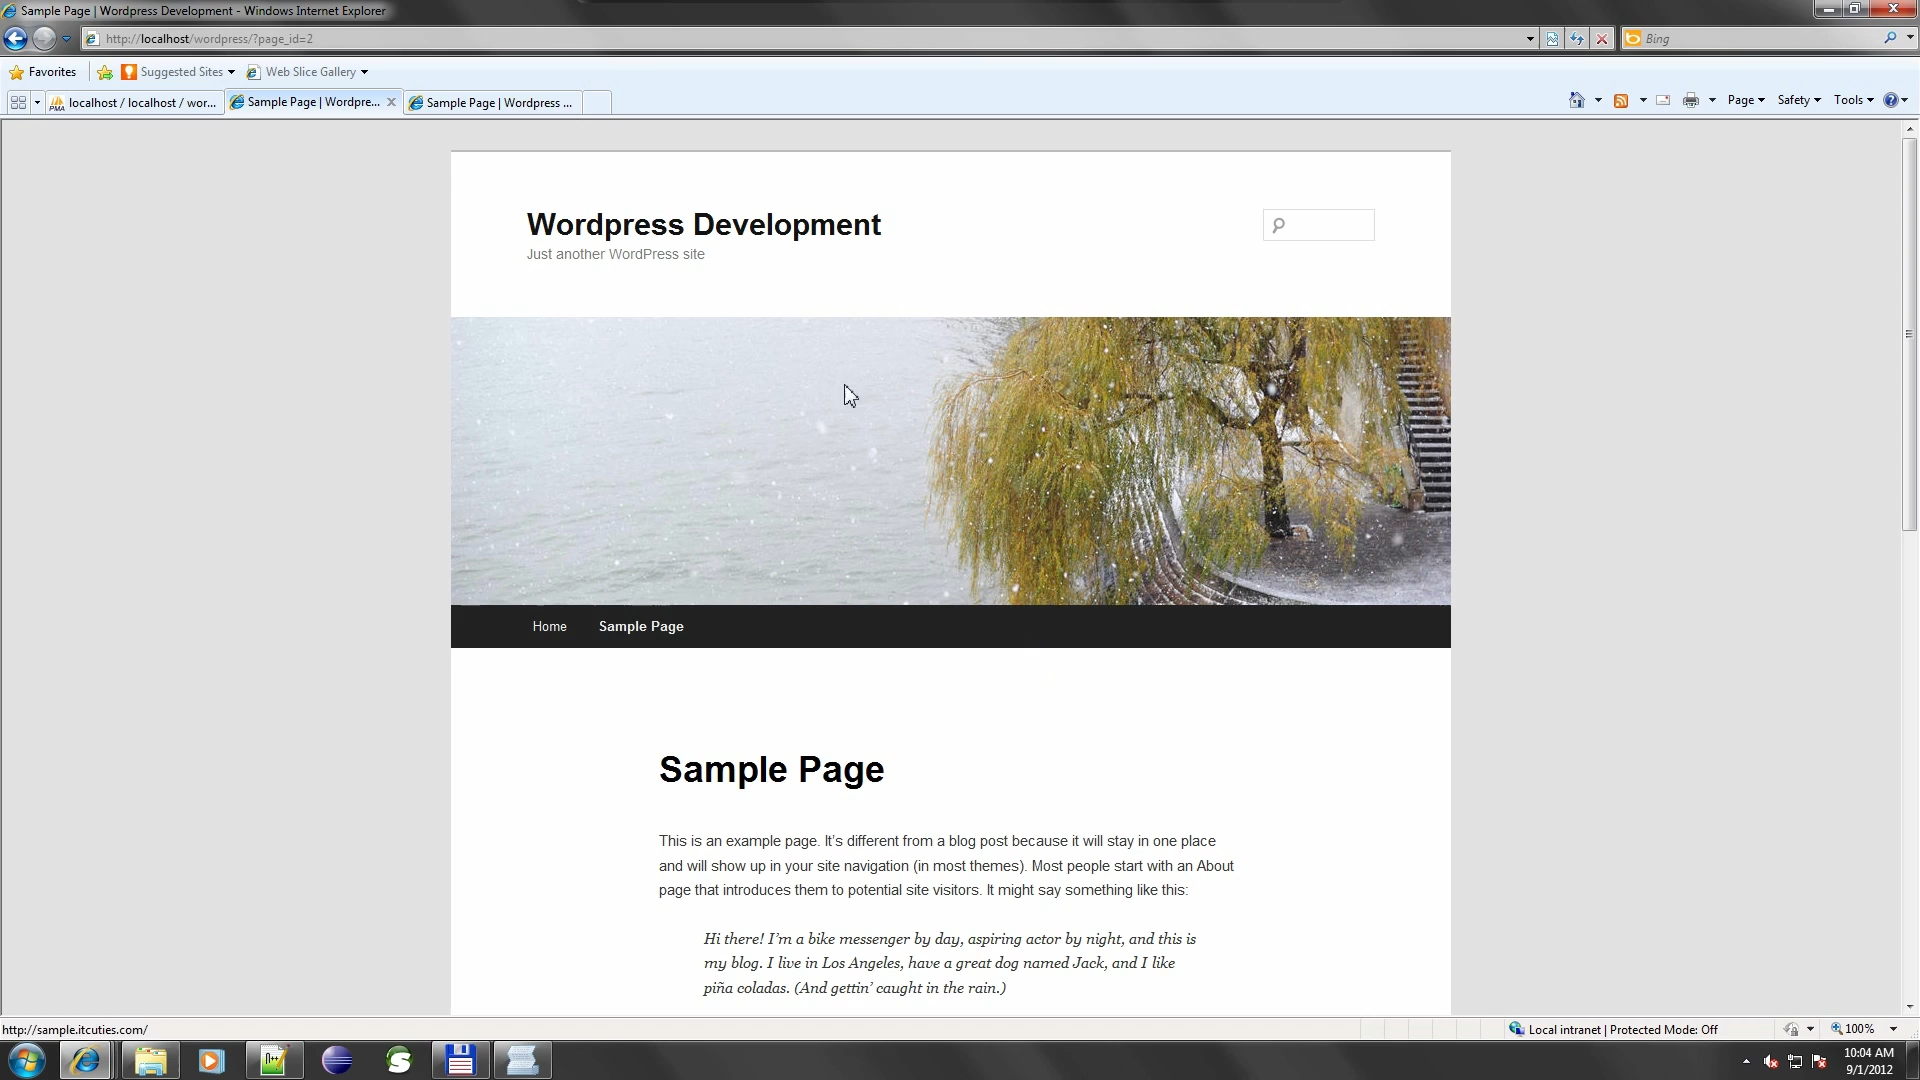 Sample Page | Wordpress Development - Windows Internet Explorer
http://localhost/wordpress/?page_id=2
Bing
Favorites
Suggested Sites
Web Slice Gallery
PMA
localhost / localhost / wor...
Sample Page | Wordpre...
Sample Page | Wordpress ...
Page
Safety
Tools
Wordpress Development
Just another WordPress site
Home
Sample Page
Sample Page
This is an example page. It’s different from a blog post because it will stay in one place
and will show up in your site navigation (in most themes). Most people start with an About
page that introduces them to potential site visitors. It might say something like this:
Hi there! I’m a bike messenger by day, aspiring actor by night, and this is
my blog. I live in Los Angeles, have a great dog named Jack, and I like
piña coladas. (And gettin’ caught in the rain.)
http://sample.itcuties.com/
Local intranet | Protected Mode: Off
100%
10:04 AM
9/1/2012